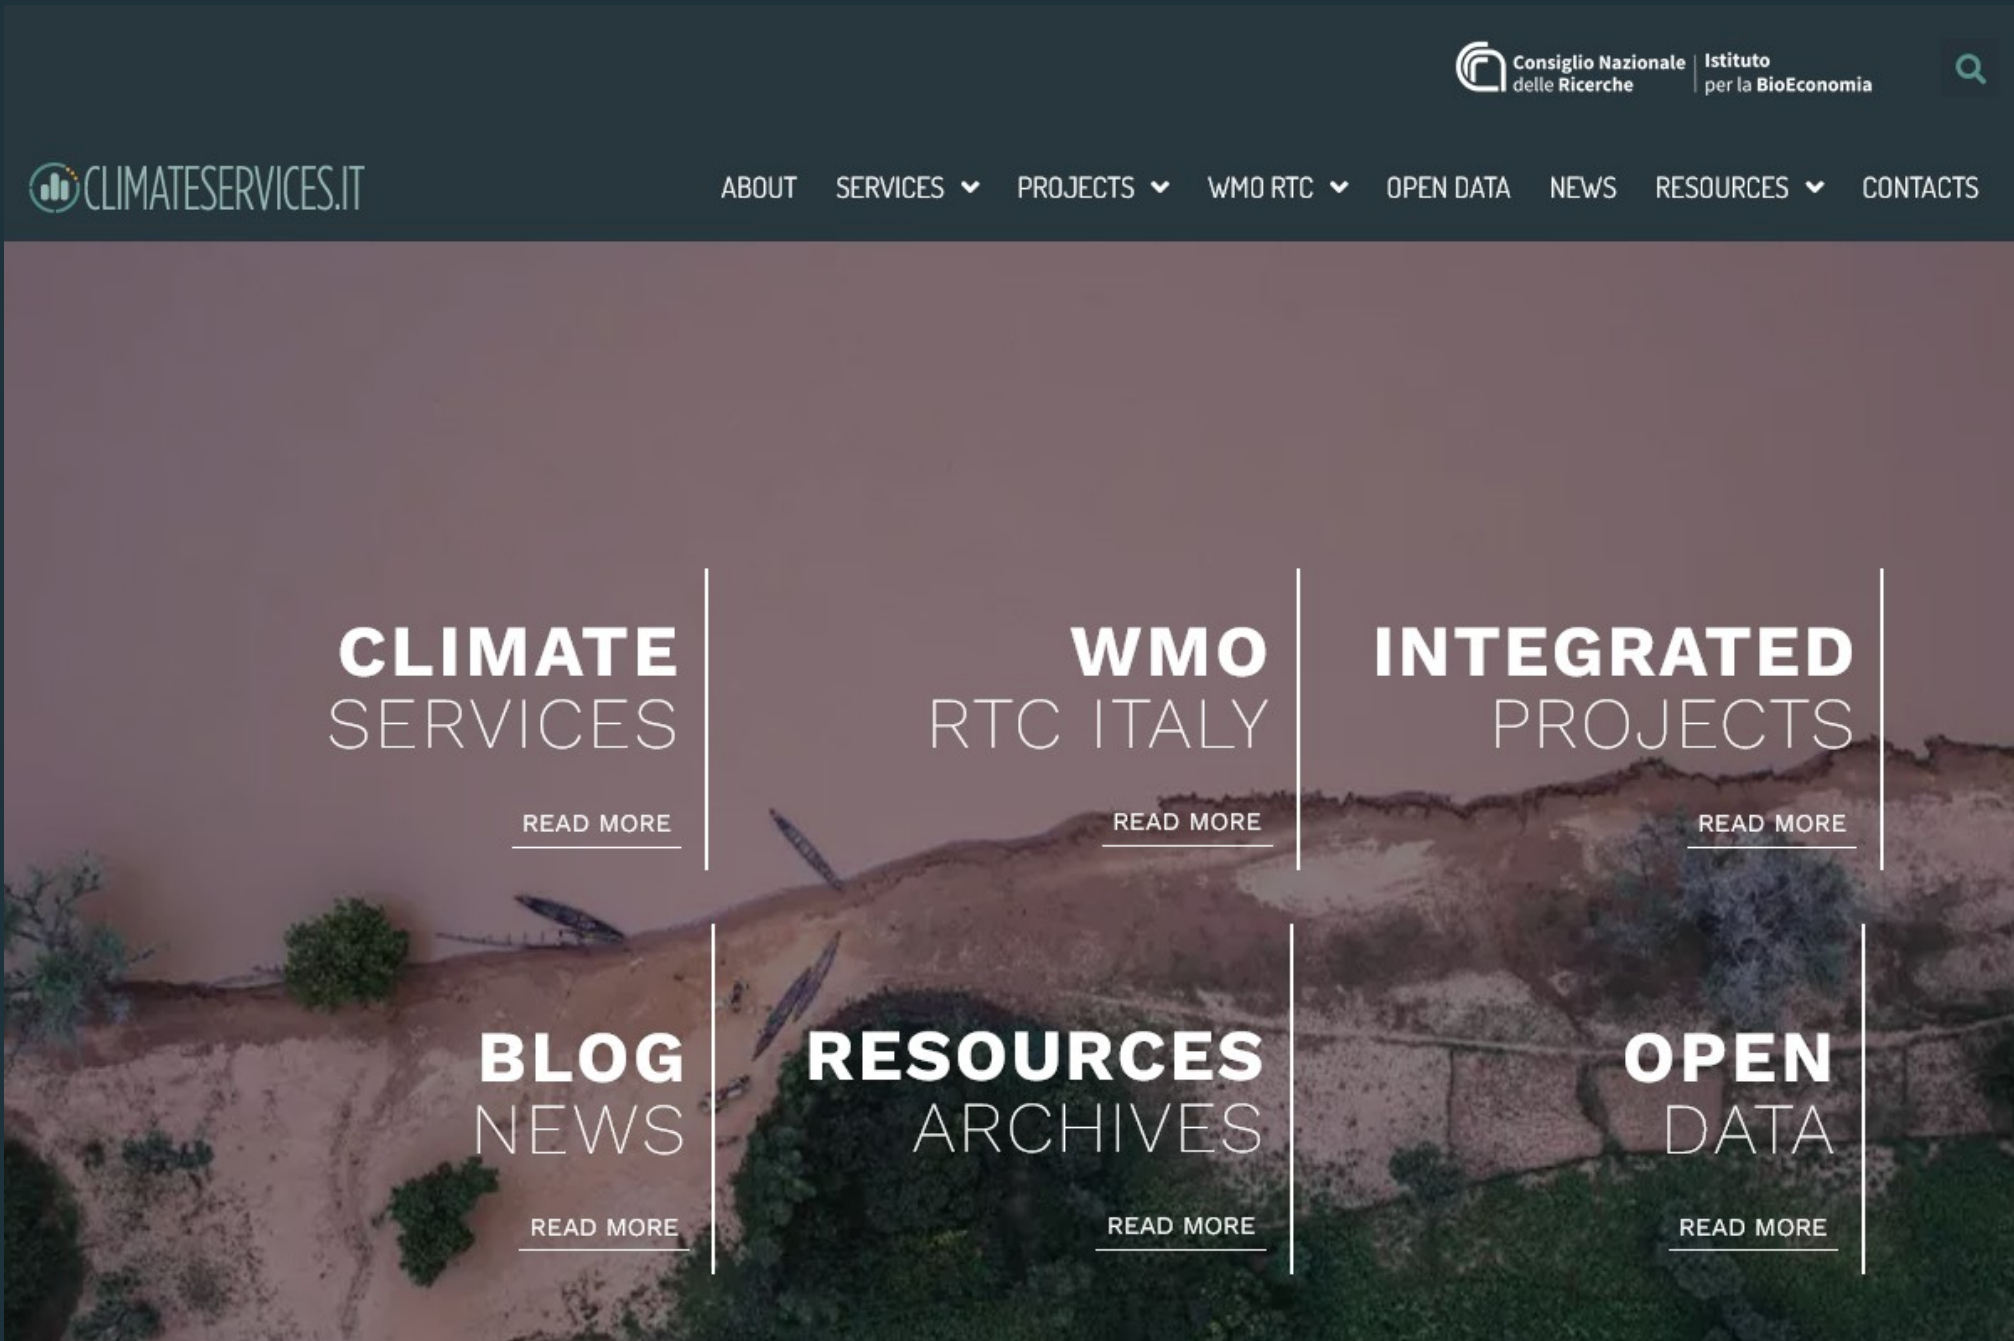 Consiglio Nazionale
delle Ricerche
Istituto
per la BioEconomia
CLIMATESERVICES.IT
ABOUT SERVICES PROJECTS WMO RTC OPEN DATA NEWS RESOURCES CONTACTS
CLIMATE
SERVICES
READ MORE
WMO
RTC ITALY
READ MORE
INTEGRATED
PROJECTS
READ MORE
BLOG
NEWS
READ MORE
RESOURCES
ARCHIVES
READ MORE
OPEN
DATA
READ MORE